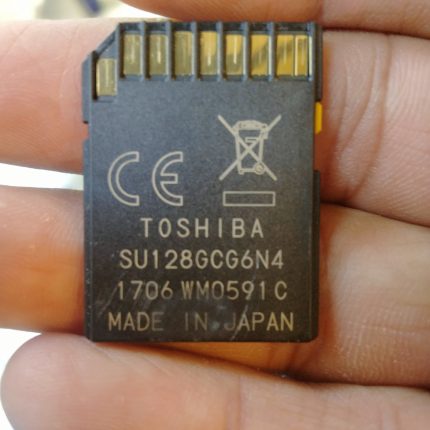 CE
TOSHIBA
SU128GCG6N4
1706 WM0591C
MADE IN JAPAN